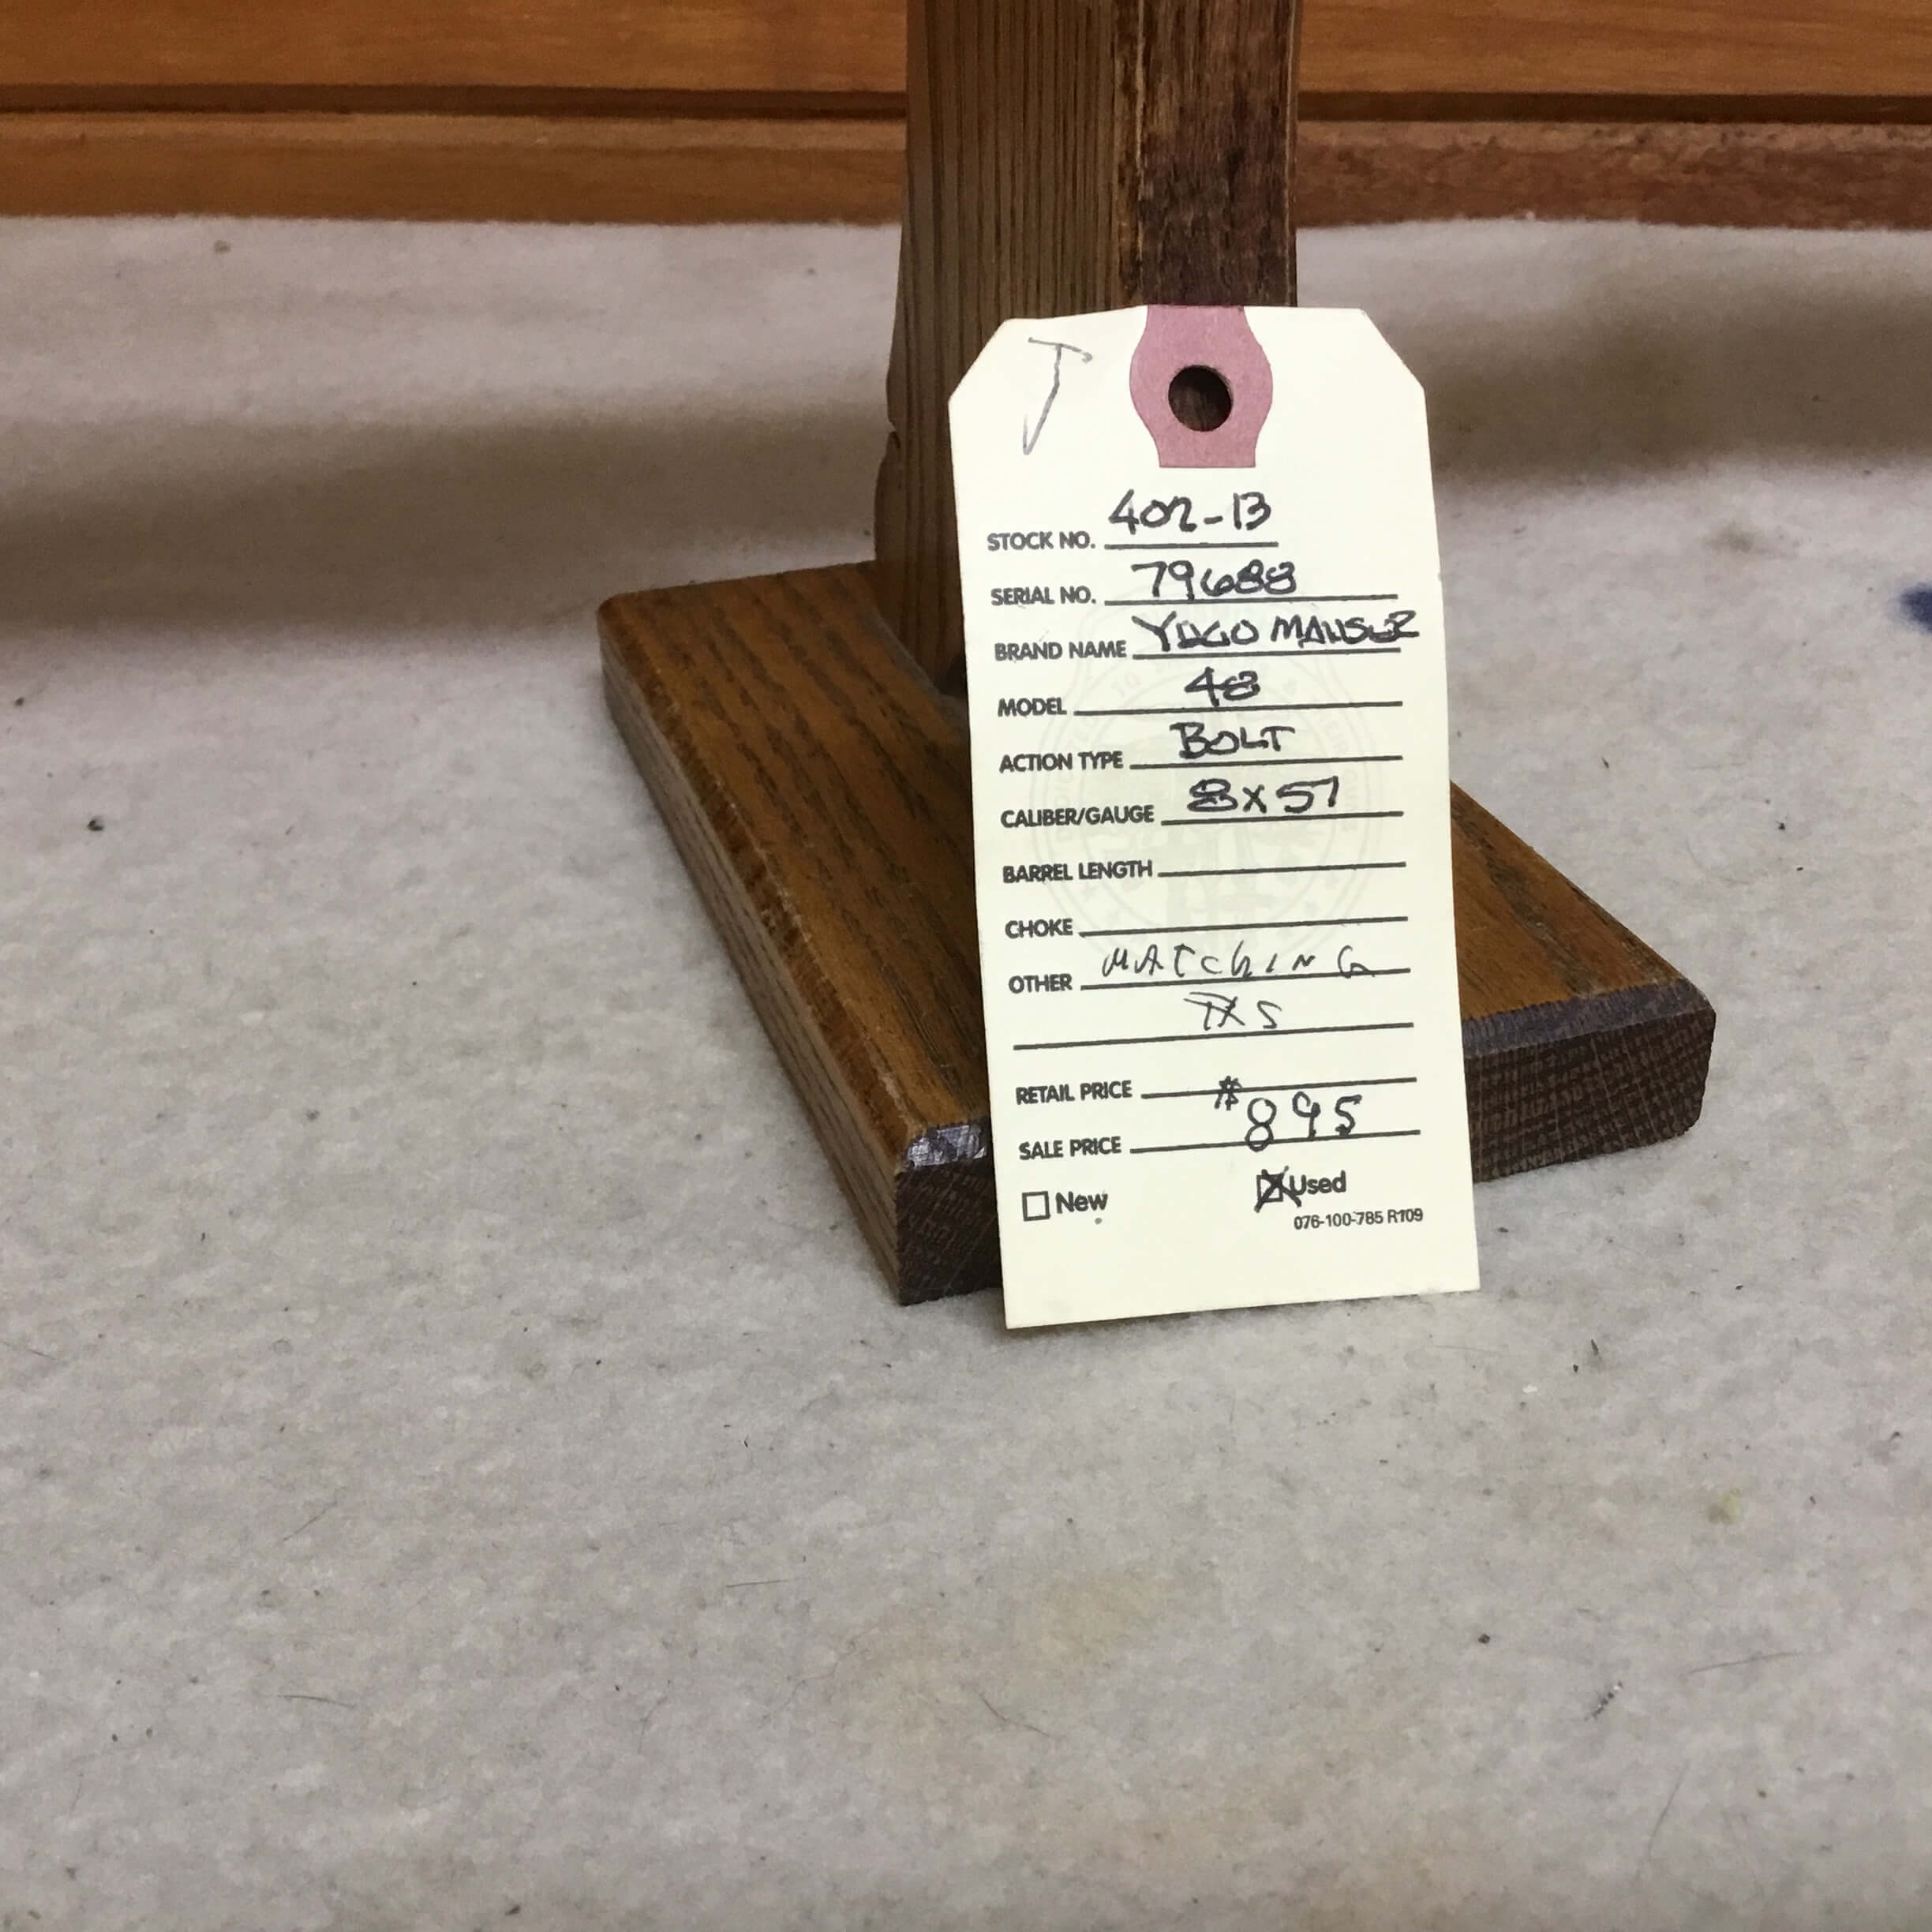 J
STOCK NO. 402-13
SERIAL NO. 79688
BRAND NAME YUGO MAUSER
MODEL 48
ACTION TYPE BOLT
CALIBER/GAUGE 8X57
BARREL LENGTH
CHOKE
OTHER MATCHING
RETAIL PRICE
SALE PRICE $895
New Used
076-100-785 R709